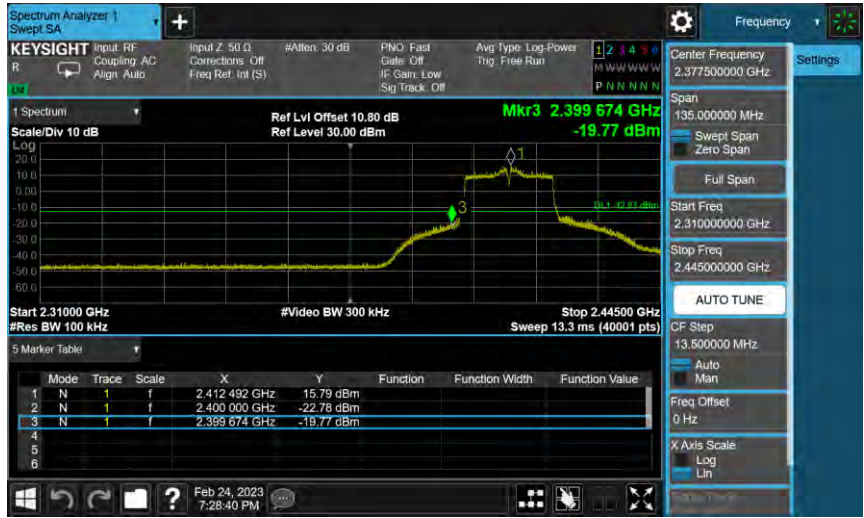 Spectrum Analyzer 1
Swept SA
+
Frequency
KEYSIGHT
R
Input: RF
Coupling: AC
Align: Auto
Input Z: 50 Ω
Corrections: Off
Freq Ref: Int (S)
#Atten: 30 dB
PNO: Fast
Gate: Off
IF Gain: Low
Sig Track: Off
Avg Type: Log-Power
Trig: Free Run
1 2 3 4 5 6
M W W W W W
P N N N N N
1 Spectrum
Scale/Div 10 dB
Ref Lvl Offset 10.80 dB
Ref Level 30.00 dBm
Mkr3 2.399 674 GHz
-19.77 dBm
Log
20.0
10.0
0.00
-10.0
-20.0
-30.0
-40.0
-50.0
-60.0
1
3
Start 2.31000 GHz
#Res BW 100 kHz
#Video BW 300 kHz
Stop 2.44500 GHz
Sweep 13.3 ms (40001 pts)
5 Marker Table
Mode Trace Scale X Y Function Function Width Function Value
1 N 1 f 2.412 492 GHz 15.79 dBm
2 N 1 f 2.400 000 GHz -22.78 dBm
3 N 1 f 2.399 674 GHz -19.77 dBm
4
5
6
?
Feb 24, 2023
7:28:40 PM
Center Frequency
2.377500000 GHz
Settings
Span
135.000000 MHz
Swept Span
Zero Span
Full Span
Start Freq
2.310000000 GHz
Stop Freq
2.445000000 GHz
AUTO TUNE
CF Step
13.500000 MHz
Auto
Man
Freq Offset
0 Hz
X Axis Scale
Log
Lin